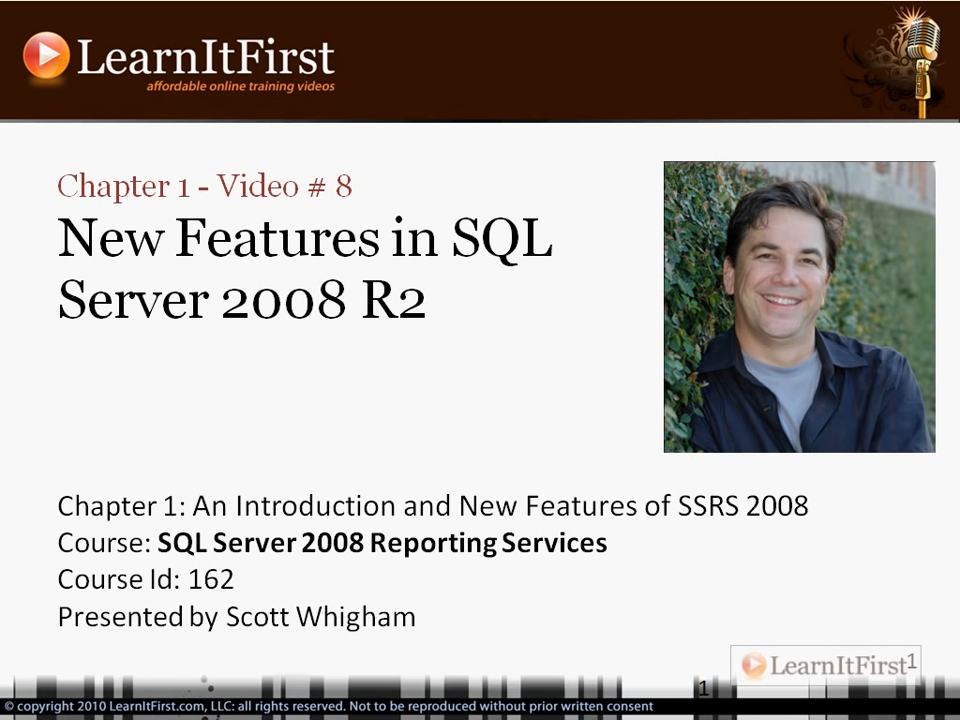 LearnItFirst
affordable online training videos
Chapter 1 - Video # 8
New Features in SQL
Server 2008 R2
Chapter 1: An Introduction and New Features of SSRS 2008
Course: SQL Server 2008 Reporting Services
Course Id: 162
Presented by Scott Whigham
LearnItFirst
1
1
© copyright 2010 LearnItFirst.com, LLC: all rights reserved. Not to be reproduced without prior written consent